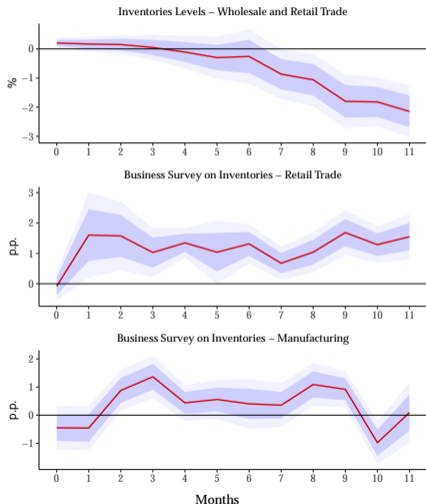 Inventories Levels – Wholesale and Retail Trade
%
0
−1
−2
−3
0 1 2 3 4 5 6 7 8 9 10 11
Business Survey on Inventories – Retail Trade
p.p.
3
2
1
0
0 1 2 3 4 5 6 7 8 9 10 11
Business Survey on Inventories – Manufacturing
p.p.
2
1
0
−1
0 1 2 3 4 5 6 7 8 9 10 11
Months